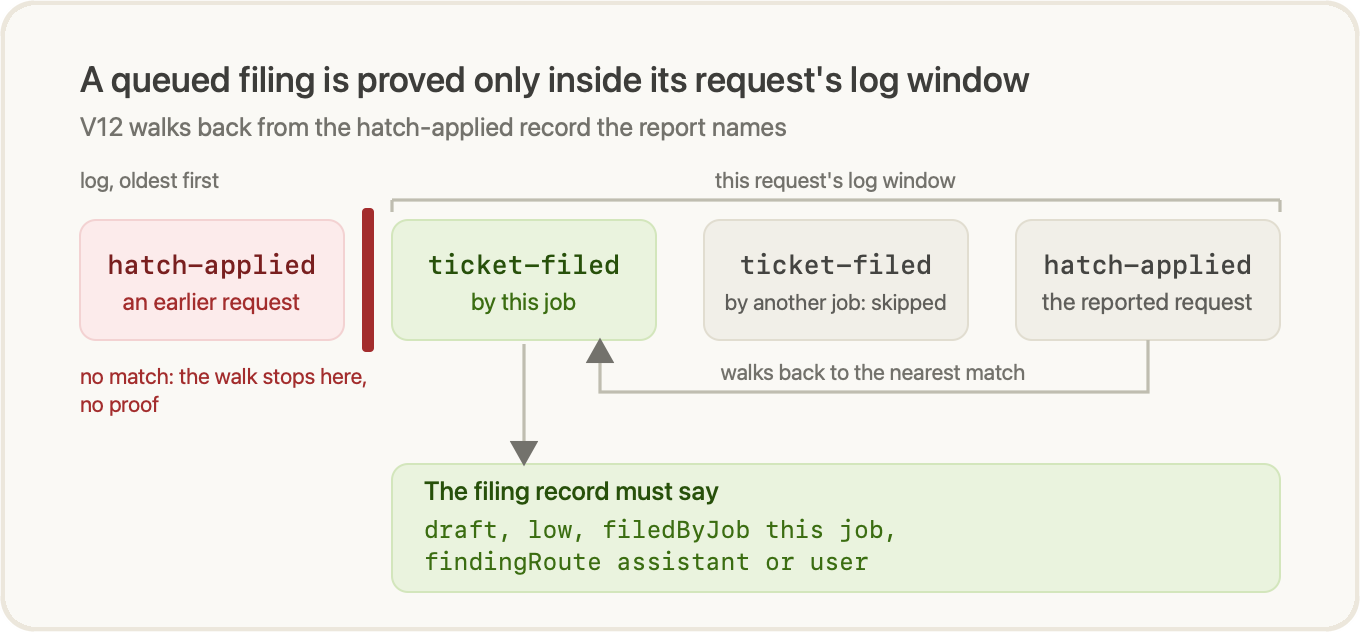 A queued filing is proved only inside its request's log window
V12 walks back from the hatch-applied record the report names
log, oldest first
this request's log window
hatch-applied
an earlier request
ticket-filed
by this job
ticket-filed
by another job: skipped
hatch-applied
the reported request
no match: the walk stops here,
no proof
walks back to the nearest match
The filing record must say
draft, low, filedByJob this job,
findingRoute assistant or user